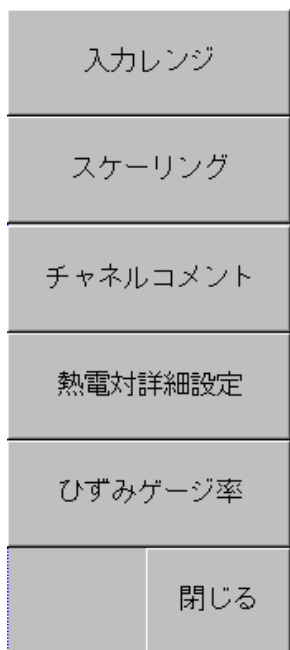 入力レンジ
スケーリング
チャネルコメント
熱電対詳細設定
ひずみゲージ率
閉じる